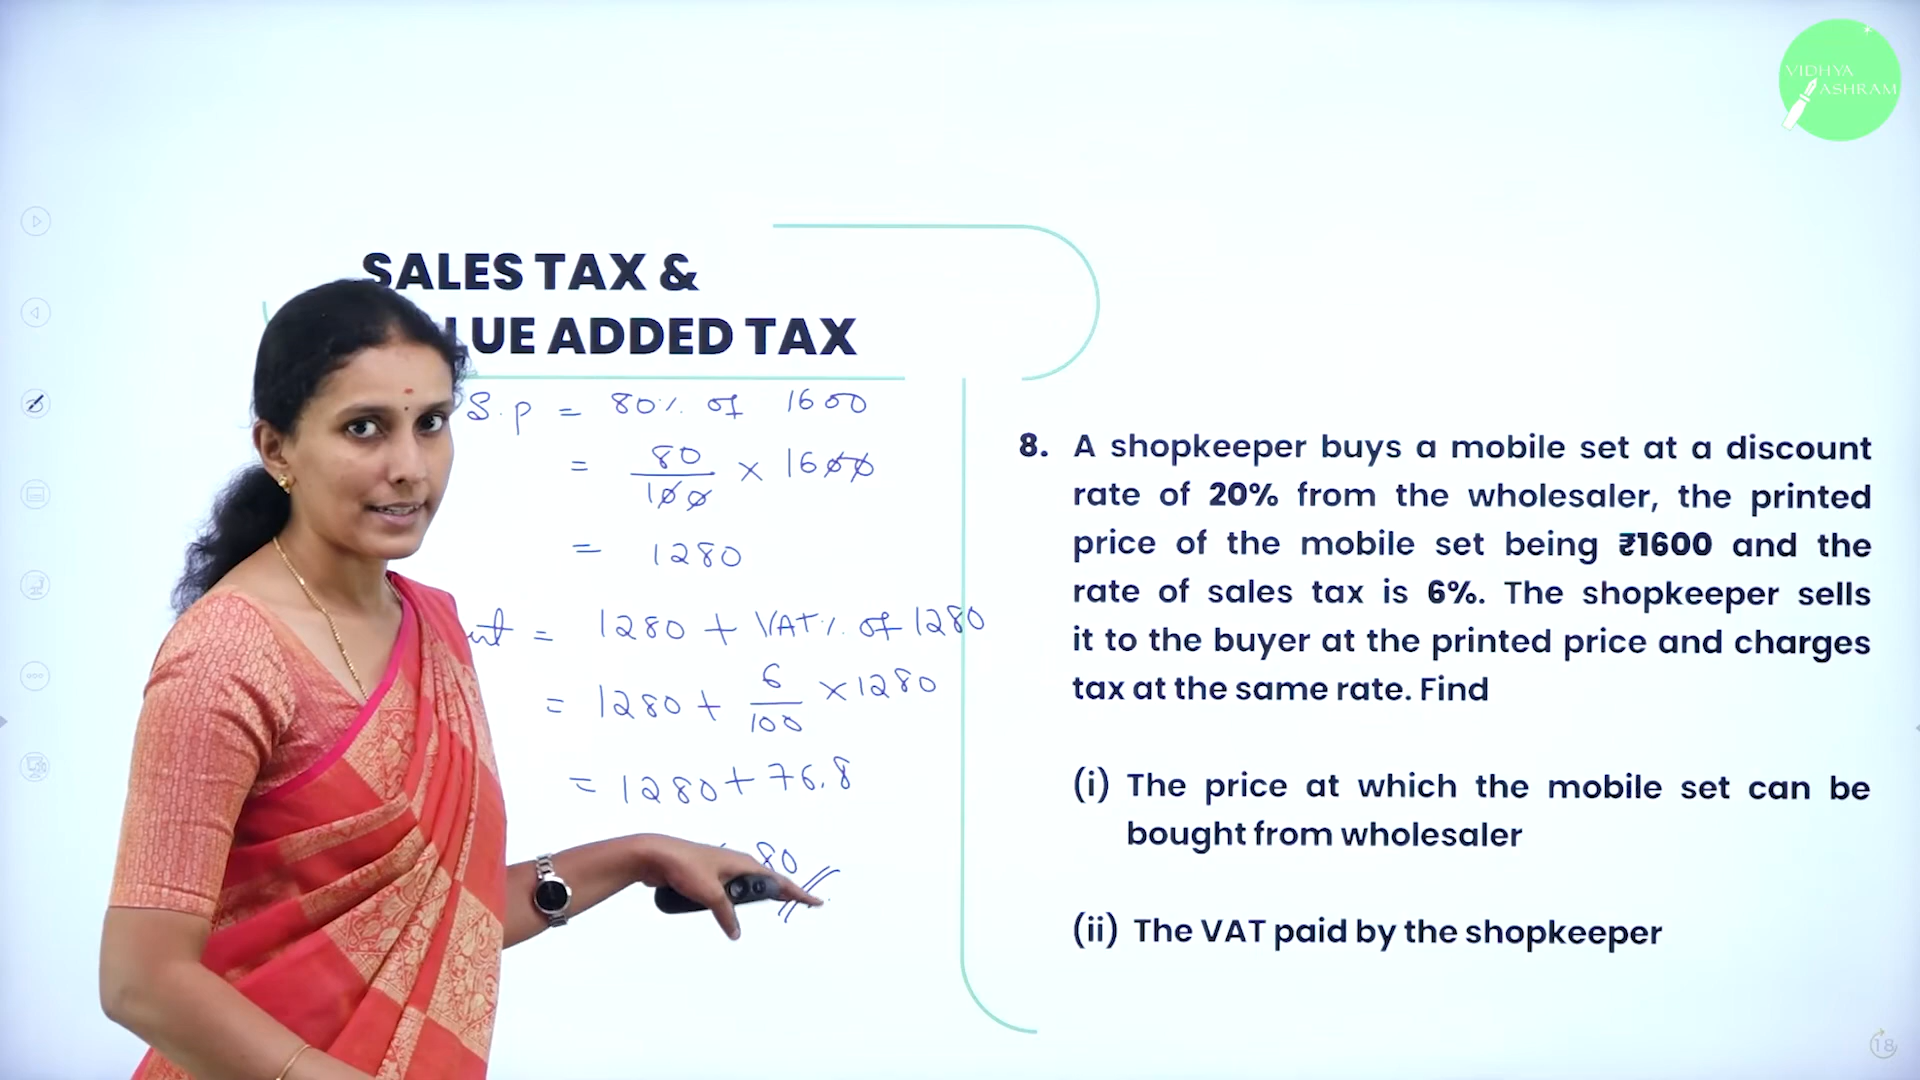 VIDHYA
ASHRAM
SALES TAX &
LUE ADDED TAX
S.p = 80% of 1600
= 80/100 × 1600
= 1280
= 1280 + VAT% of 1280
= 1280 + 6/100 × 1280
= 1280 + 76.8
80
8. A shopkeeper buys a mobile set at a discount
rate of 20% from the wholesaler, the printed
price of the mobile set being ₹1600 and the
rate of sales tax is 6%. The shopkeeper sells
it to the buyer at the printed price and charges
tax at the same rate. Find
(i) The price at which the mobile set can be
bought from wholesaler
(ii) The VAT paid by the shopkeeper
18